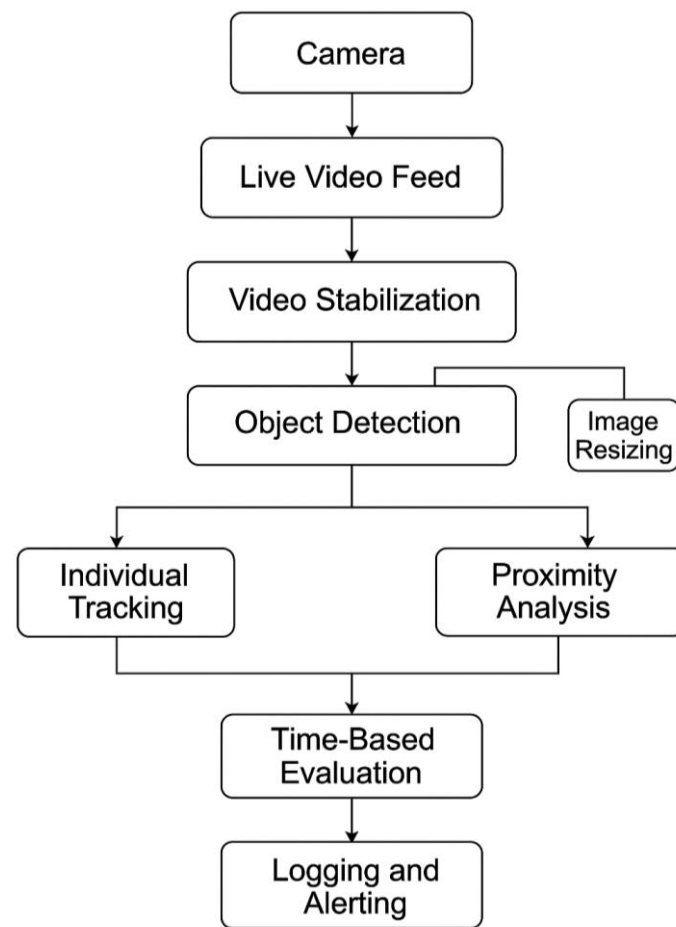 Camera
Live Video Feed
Video Stabilization
Object Detection
Image
Resizing
Individual
Tracking
Proximity
Analysis
Time-Based
Evaluation
Logging and
Alerting